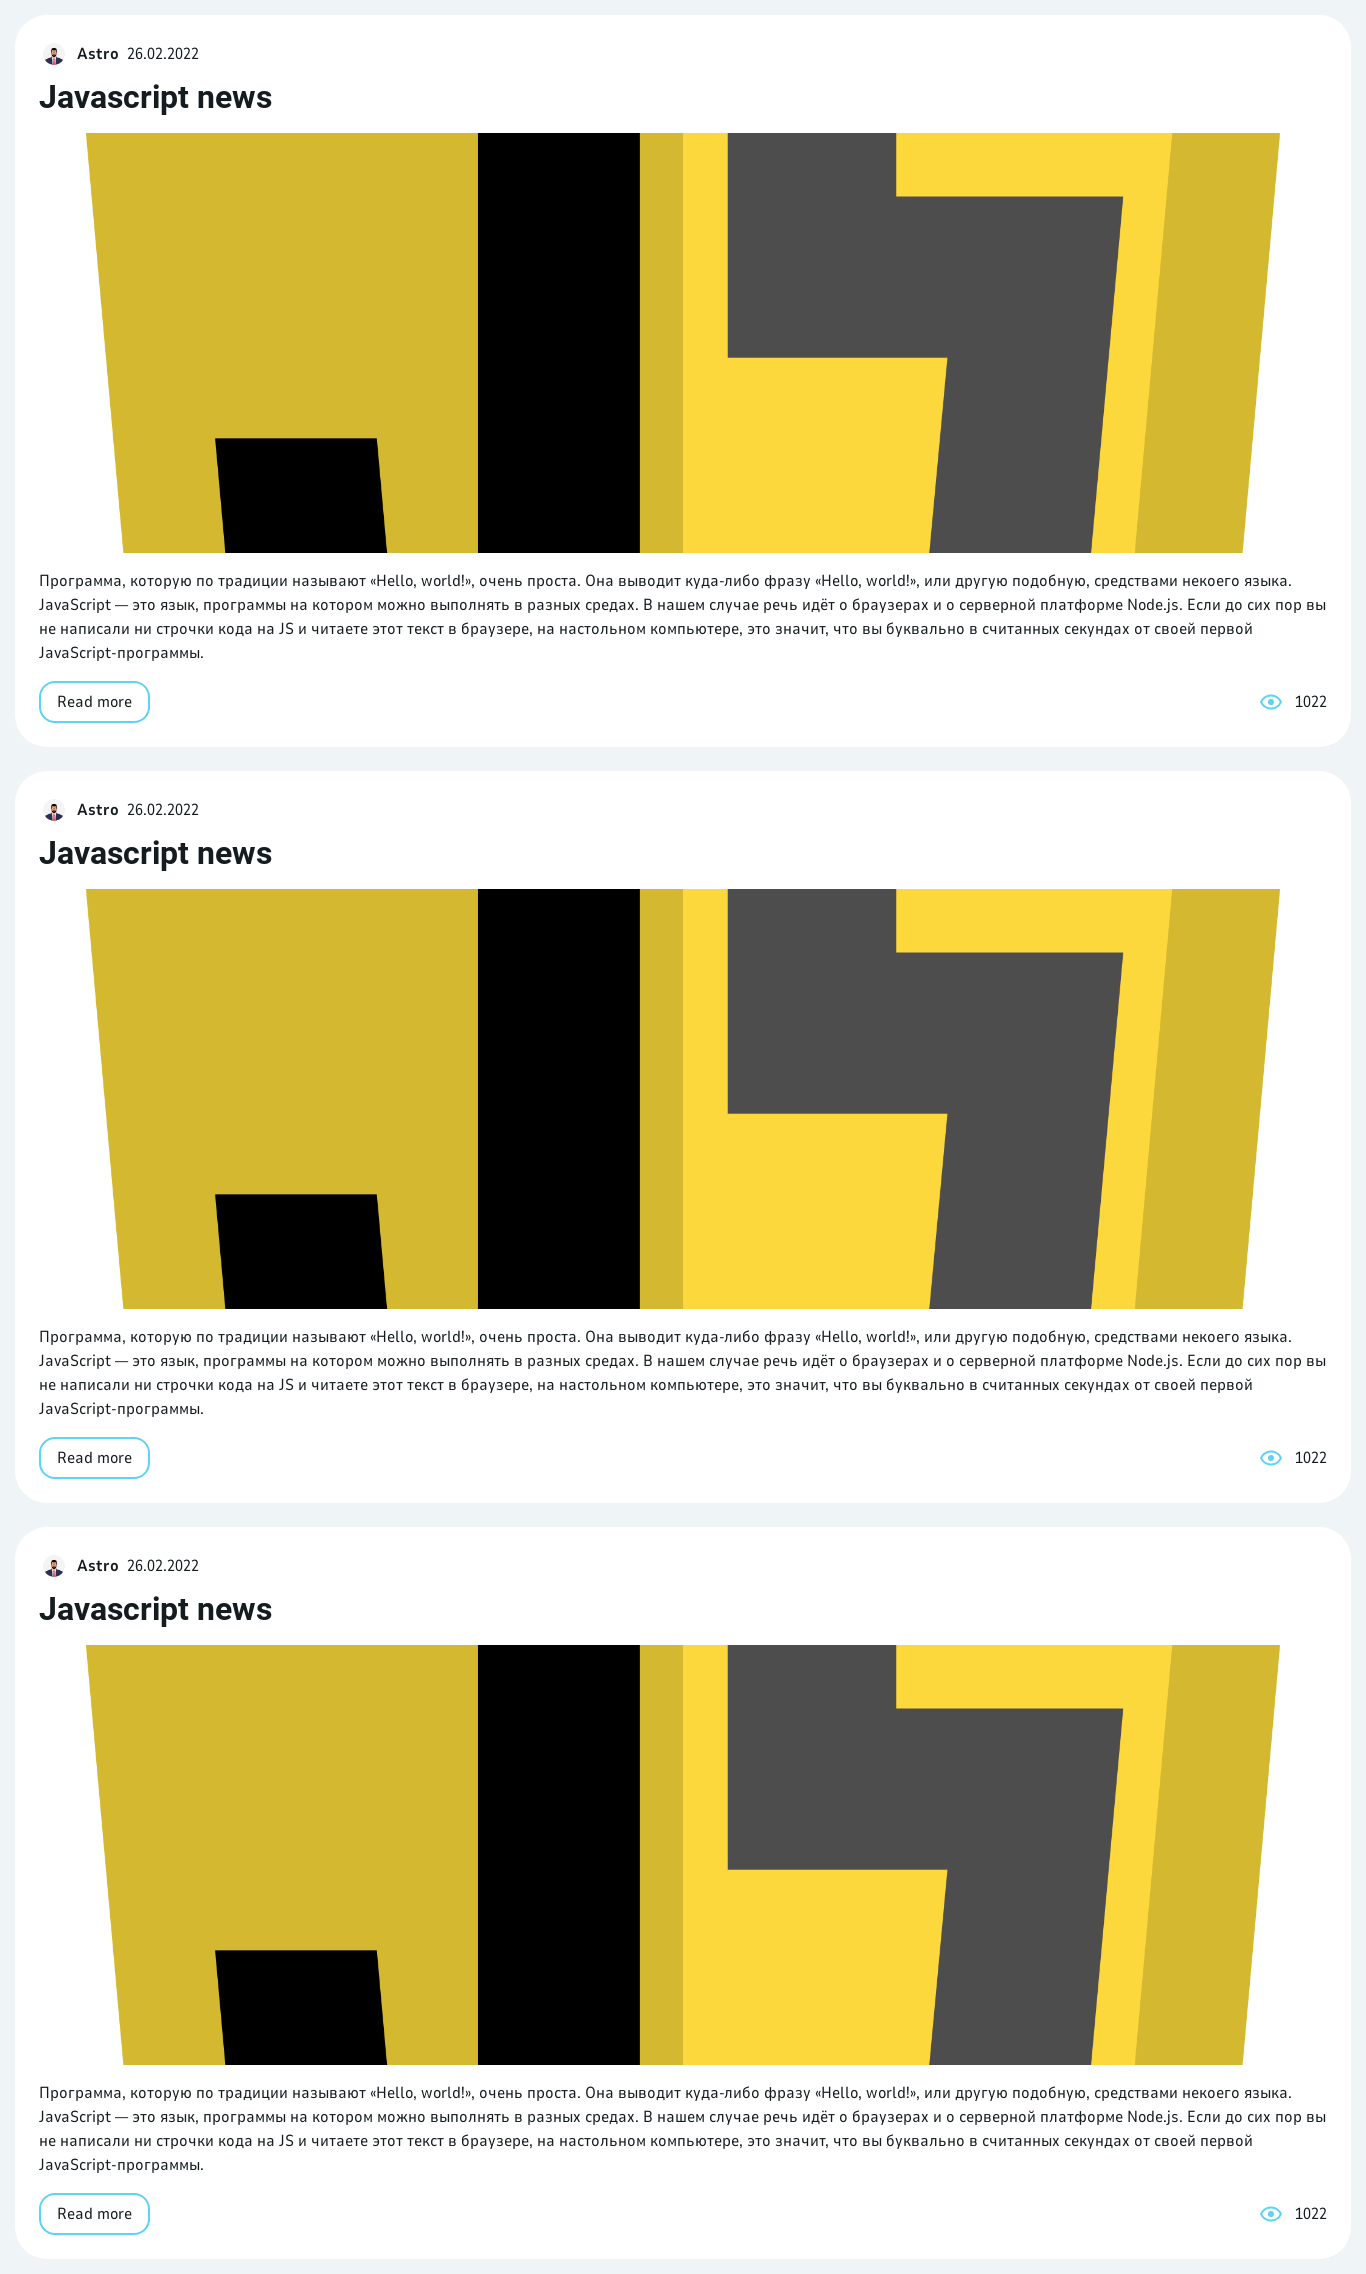 Astro 26.02.2022
Javascript news
Программа, которую по традиции называют «Hello, world!», очень проста. Она выводит куда-либо фразу «Hello, world!», или другую подобную, средствами некоего языка.
JavaScript — это язык, программы на котором можно выполнять в разных средах. В нашем случае речь идёт о браузерах и о серверной платформе Node.js. Если до сих пор вы
не написали ни строчки кода на JS и читаете этот текст в браузере, на настольном компьютере, это значит, что вы буквально в считанных секундах от своей первой
JavaScript-программы.
Read more 1022
Astro 26.02.2022
Javascript news
Программа, которую по традиции называют «Hello, world!», очень проста. Она выводит куда-либо фразу «Hello, world!», или другую подобную, средствами некоего языка.
JavaScript — это язык, программы на котором можно выполнять в разных средах. В нашем случае речь идёт о браузерах и о серверной платформе Node.js. Если до сих пор вы
не написали ни строчки кода на JS и читаете этот текст в браузере, на настольном компьютере, это значит, что вы буквально в считанных секундах от своей первой
JavaScript-программы.
Read more 1022
Astro 26.02.2022
Javascript news
Программа, которую по традиции называют «Hello, world!», очень проста. Она выводит куда-либо фразу «Hello, world!», или другую подобную, средствами некоего языка.
JavaScript — это язык, программы на котором можно выполнять в разных средах. В нашем случае речь идёт о браузерах и о серверной платформе Node.js. Если до сих пор вы
не написали ни строчки кода на JS и читаете этот текст в браузере, на настольном компьютере, это значит, что вы буквально в считанных секундах от своей первой
JavaScript-программы.
Read more 1022